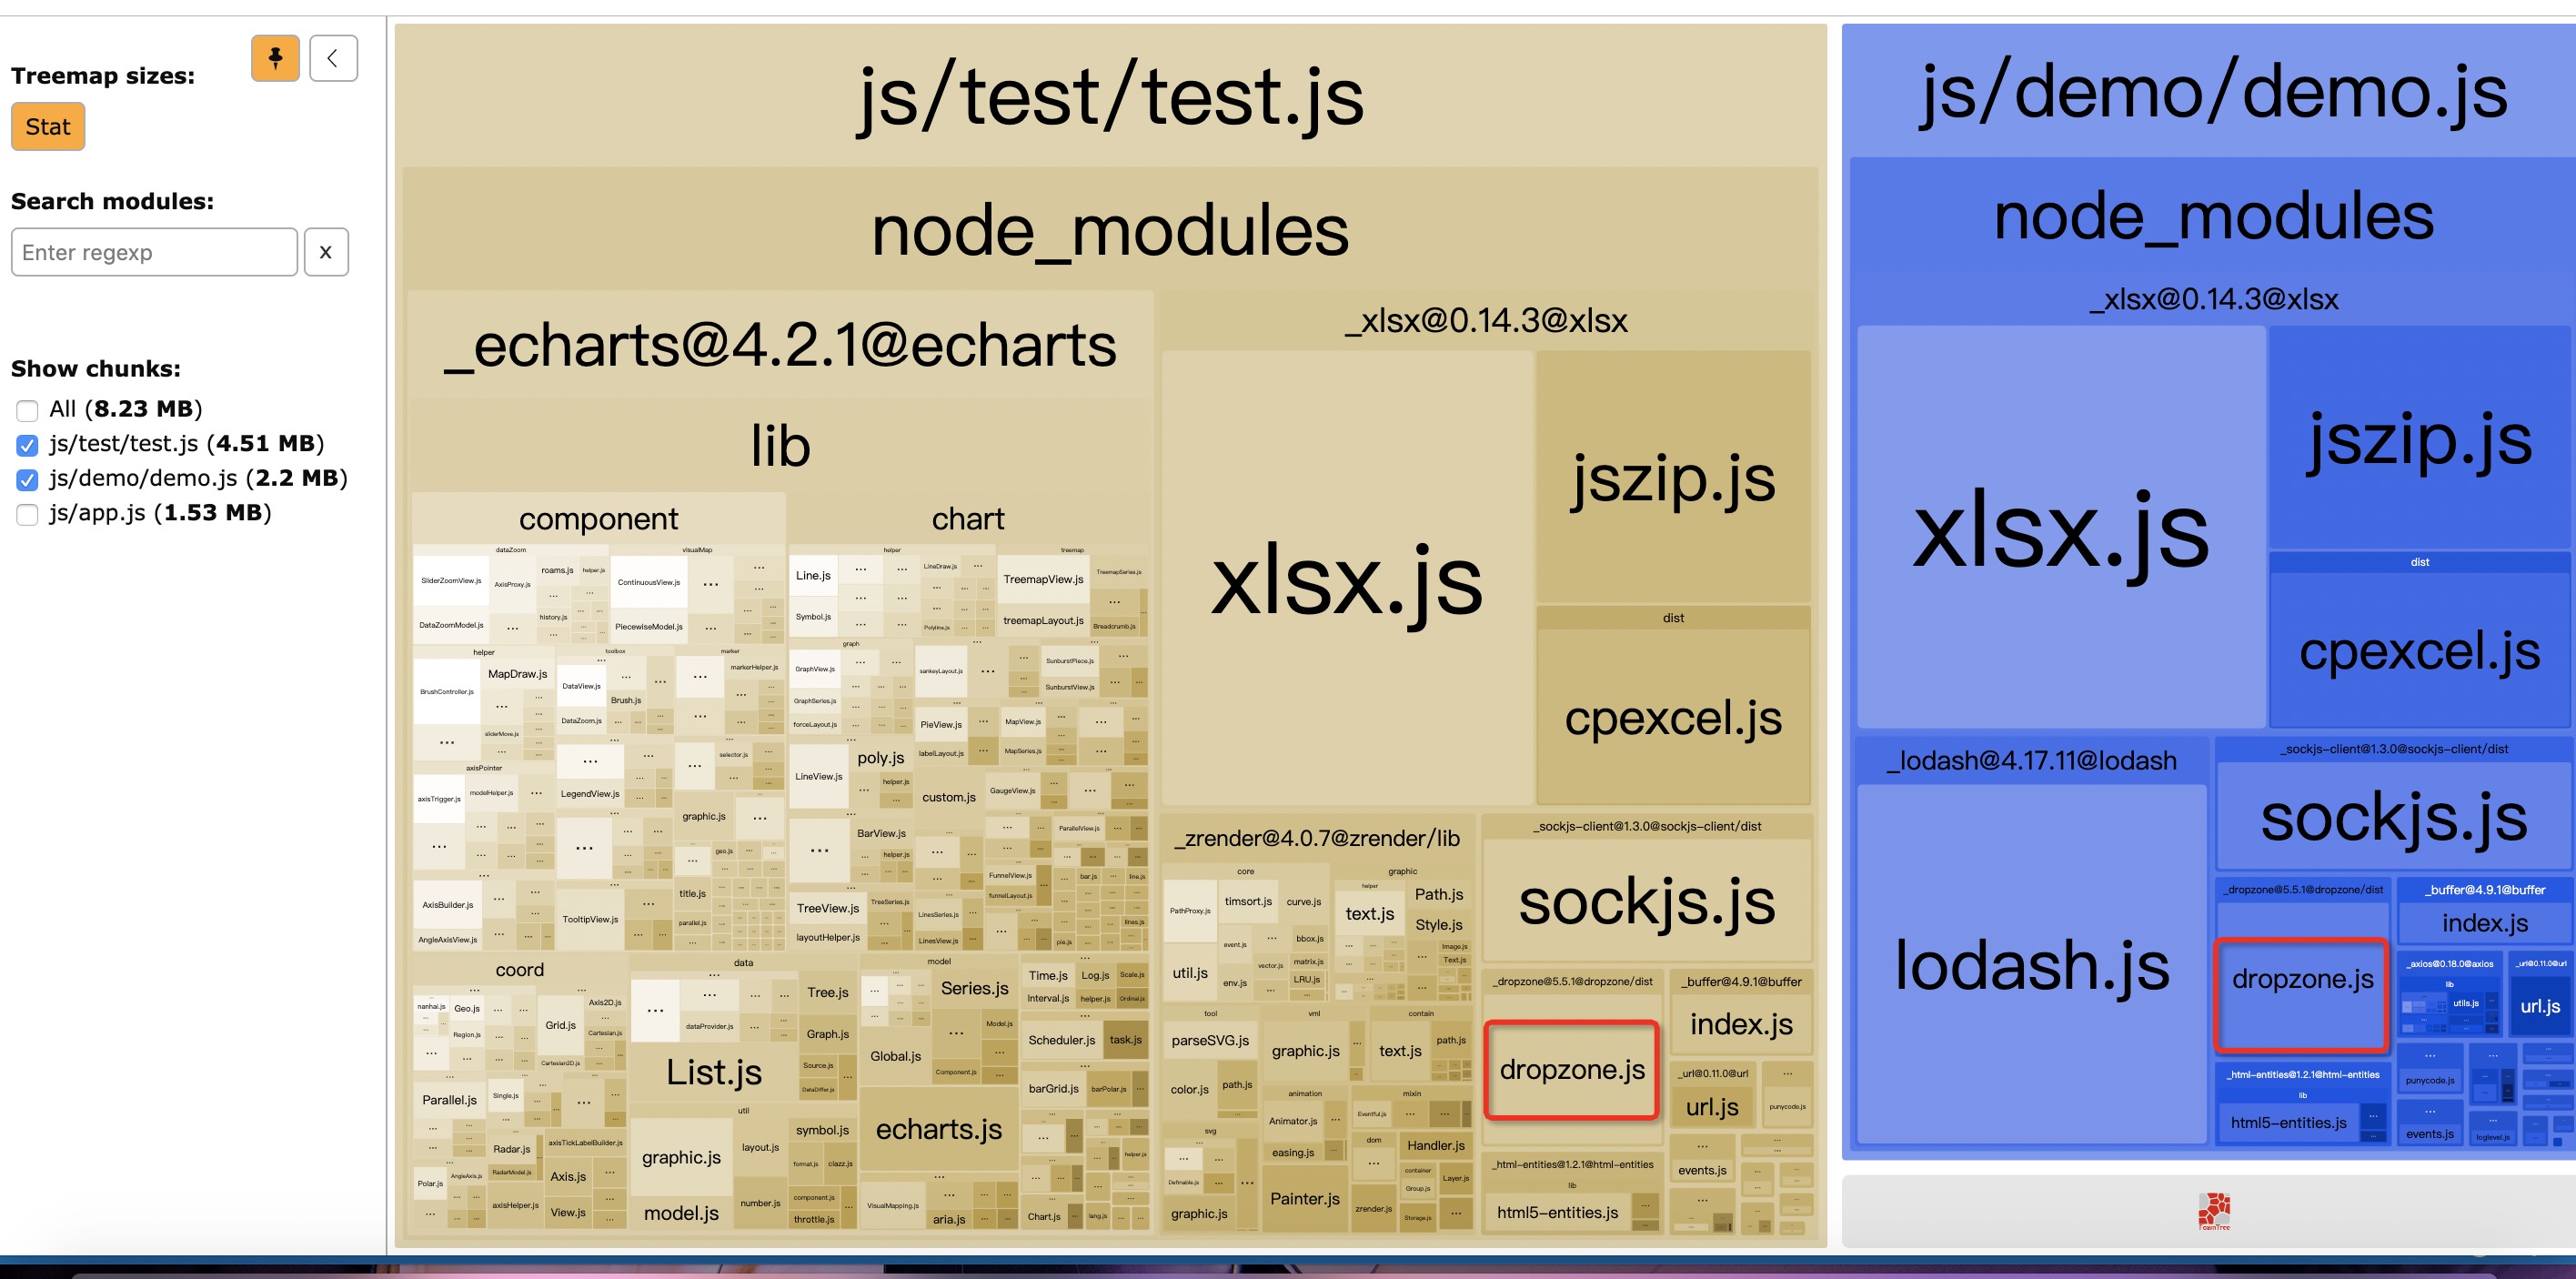 Treemap sizes:
Stat
Search modules:
Enter regexp
x
Show chunks:
All (8.23 MB)
js/test/test.js (4.51 MB)
js/demo/demo.js (2.2 MB)
js/app.js (1.53 MB)
js/test/test.js
node_modules
_echarts@4.2.1@echarts
lib
component
chart
dataZoom
visualMap
helper
treemap
SliderZoomView.js
AxisProxy.js
roams.js
helper.js
ContinuousView.js
Line.js
LineDraw.js
TreemapView.js
TreemapSeries.js
DataZoomModel.js
history.js
PiecewiseModel.js
Symbol.js
Polyline.js
treemapLayout.js
Breadcrumb.js
helper
toolbox
marker
graph
BrushController.js
MapDraw.js
DataView.js
markerHelper.js
GraphView.js
sankeyLayout.js
SunburstPiece.js
SunburstView.js
Brush.js
GraphSeries.js
DataZoom.js
sliderMove.js
forceLayout.js
PieView.js
MapView.js
labelLayout.js
MapSeries.js
selector.js
axisPointer
LineView.js
poly.js
helper.js
axisTrigger.js
modelHelper.js
LegendView.js
custom.js
GaugeView.js
graphic.js
BarView.js
ParallelView.js
helper.js
geo.js
FunnelView.js
bar.js
line.js
funnelLayout.js
title.js
AxisBuilder.js
TooltipView.js
TreeView.js
TreeSeries.js
LinesSeries.js
parallel.js
lines.js
AngleAxisView.js
layoutHelper.js
LinesView.js
pie.js
coord
data
model
Geo.js
Axis2D.js
Grid.js
Region.js
Cartesian.js
Cartesian2D.js
Tree.js
dataProvider.js
Graph.js
List.js
Source.js
DataDiffer.js
Series.js
Model.js
Global.js
Component.js
Time.js
Log.js
Scale.js
Interval.js
helper.js
Ordinal.js
Scheduler.js
task.js
barGrid.js
barPolar.js
Parallel.js
Single.js
Radar.js
axisTickLabelBuilder.js
RadarModel.js
Polar.js
AngleAxis.js
Axis.js
axisHelper.js
View.js
util
graphic.js
layout.js
symbol.js
format.js
clazz.js
number.js
component.js
model.js
throttle.js
echarts.js
helper.js
VisualMapping.js
aria.js
Chart.js
lang.js
_xlsx@0.14.3@xlsx
xlsx.js
jszip.js
dist
cpexcel.js
_zrender@4.0.7@zrender/lib
core
graphic
PathProxy.js
timsort.js
curve.js
helper
text.js
Path.js
Style.js
event.js
bbox.js
Image.js
Text.js
util.js
vector.js
matrix.js
env.js
LRU.js
tool
vml
contain
parseSVG.js
graphic.js
text.js
path.js
color.js
path.js
animation
mixin
Animator.js
Eventful.js
svg
easing.js
dom
Handler.js
Definable.js
container
Group.js
Layer.js
graphic.js
Painter.js
zrender.js
Storage.js
_sockjs-client@1.3.0@sockjs-client/dist
sockjs.js
_dropzone@5.5.1@dropzone/dist
dropzone.js
_buffer@4.9.1@buffer
index.js
_url@0.11.0@url
url.js
punycode.js
_html-entities@1.2.1@html-entities
lib
html5-entities.js
events.js
js/demo/demo.js
node_modules
_xlsx@0.14.3@xlsx
xlsx.js
jszip.js
dist
cpexcel.js
_lodash@4.17.11@lodash
lodash.js
_sockjs-client@1.3.0@sockjs-client/dist
sockjs.js
_dropzone@5.5.1@dropzone/dist
dropzone.js
_buffer@4.9.1@buffer
index.js
_axios@0.18.0@axios
lib
utils.js
_url@0.11.0@url
url.js
_html-entities@1.2.1@html-entities
lib
html5-entities.js
punycode.js
events.js
loglevel.js
FoamTree